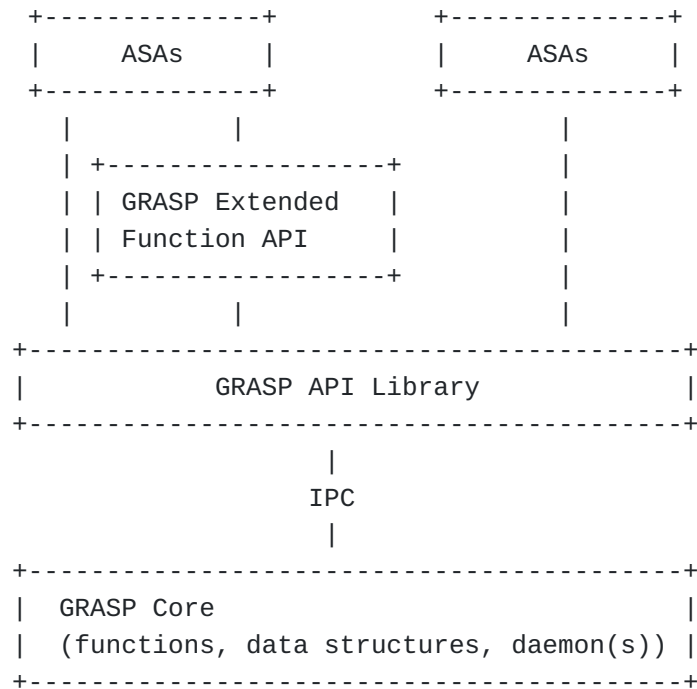 ASAs ASAs
GRASP Extended
Function API
GRASP API Library
IPC
GRASP Core
(functions, data structures, daemon(s))